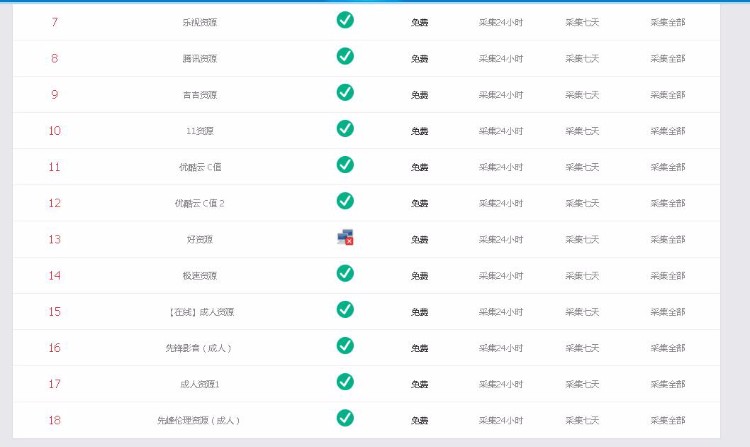 7 乐视资源 免费 采集24小时 采集七天 采集全部
8 腾讯资源 免费 采集24小时 采集七天 采集全部
9 言言资源 免费 采集24小时 采集七天 采集全部
10 11资源 免费 采集24小时 采集七天 采集全部
11 优酷云 C值 免费 采集24小时 采集七天 采集全部
12 优酷云 C值 2 免费 采集24小时 采集七天 采集全部
13 好资源 免费 采集24小时 采集七天 采集全部
14 极速资源 免费 采集24小时 采集七天 采集全部
15 【在线】成人资源 免费 采集24小时 采集七天 采集全部
16 先锋影音（成人） 免费 采集24小时 采集七天 采集全部
17 成人资源1 免费 采集24小时 采集七天 采集全部
18 先峰伦理资源（成人） 免费 采集24小时 采集七天 采集全部